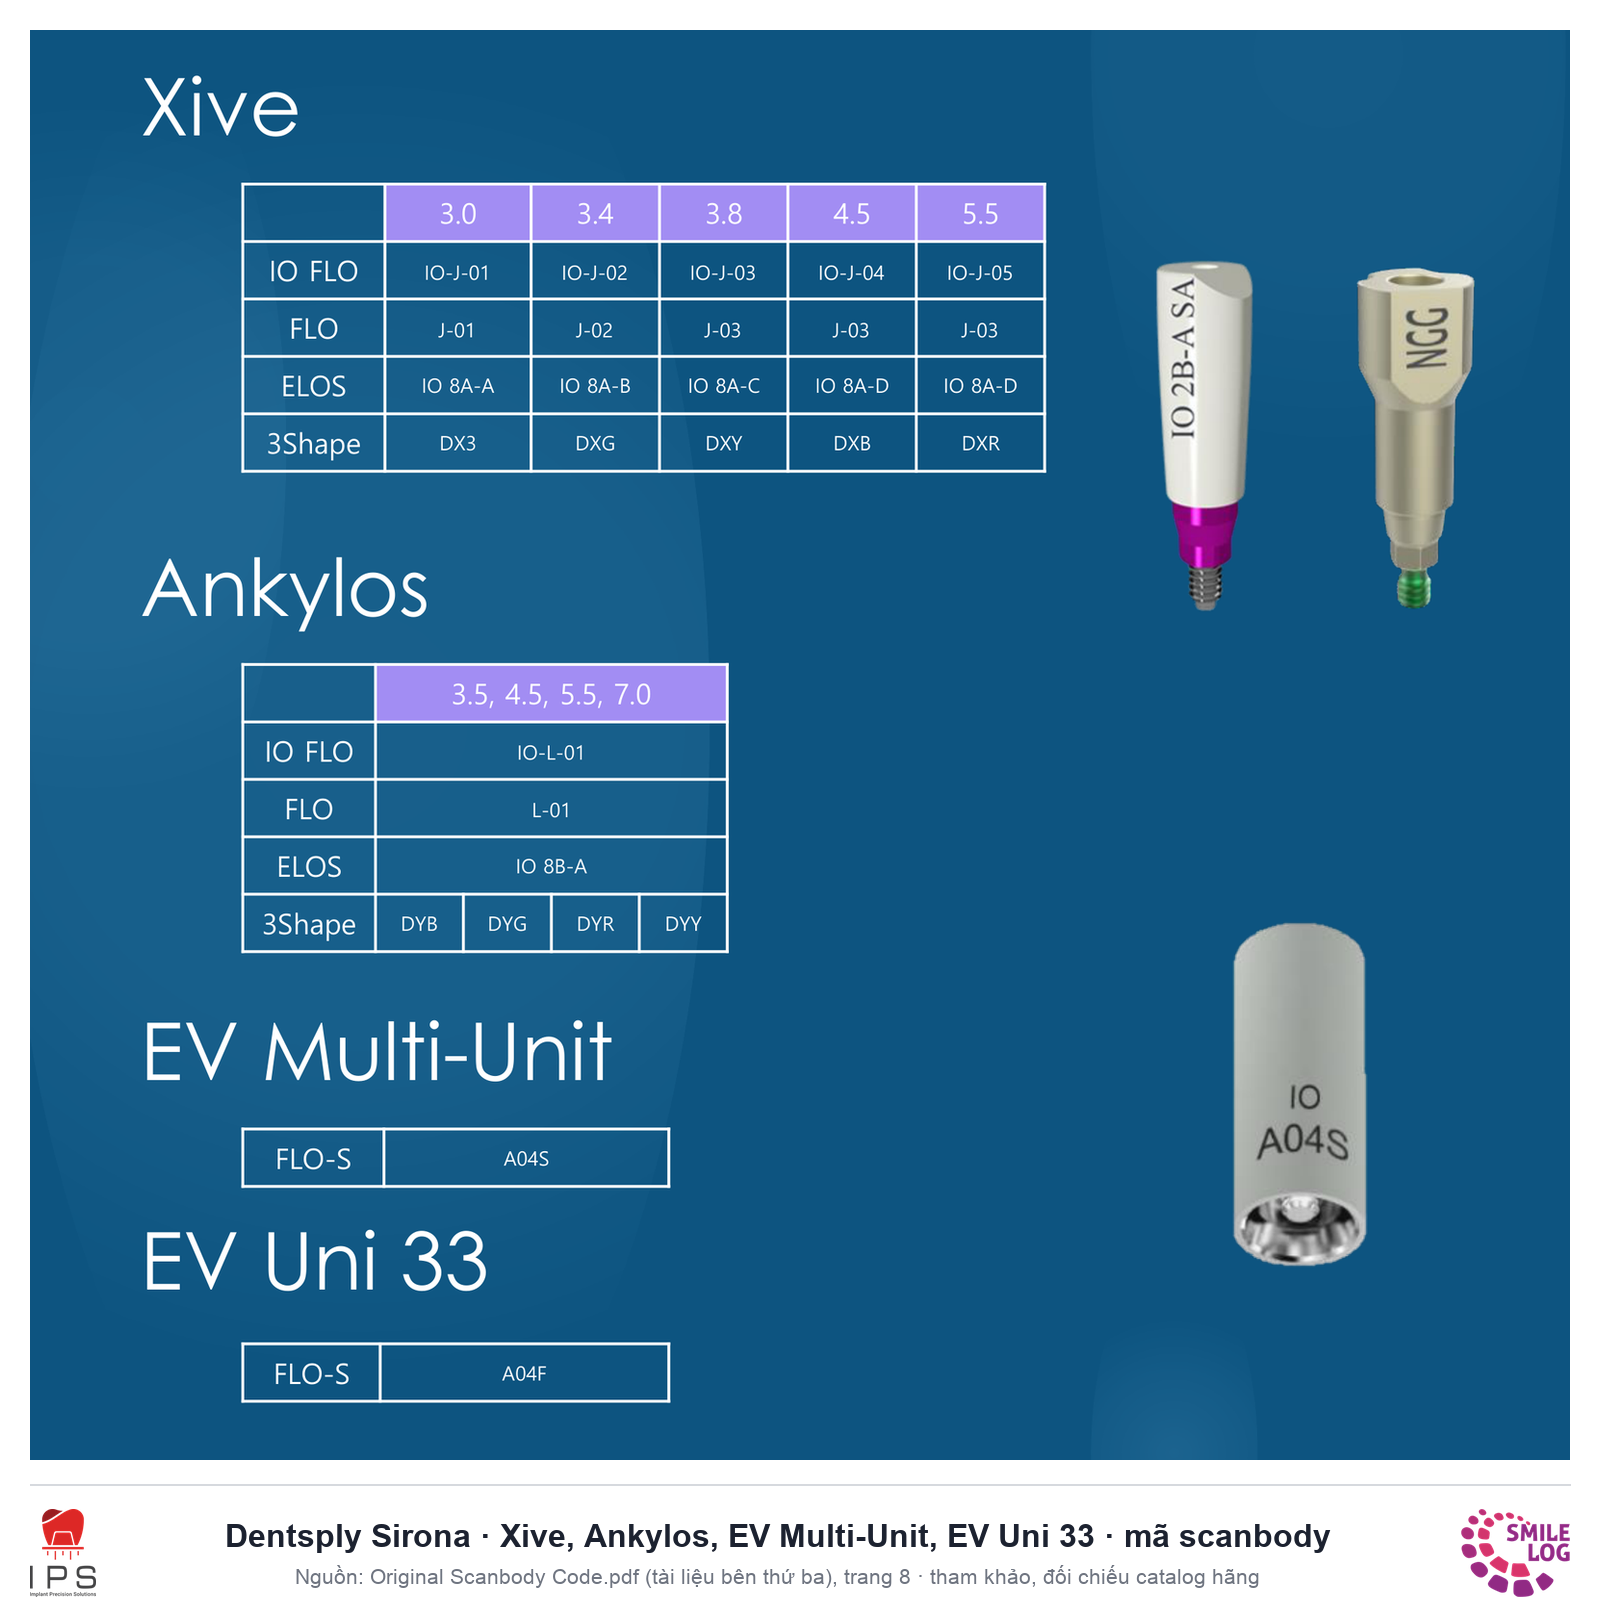 Xive
3.0 3.4 3.8 4.5 5.5
IO FLO IO-J-01 IO-J-02 IO-J-03 IO-J-04 IO-J-05
FLO J-01 J-02 J-03 J-03 J-03
ELOS IO 8A-A IO 8A-B IO 8A-C IO 8A-D IO 8A-D
3Shape DX3 DXG DXY DXB DXR
IO 2B-A SA
NGG
Ankylos
3.5, 4.5, 5.5, 7.0
IO FLO IO-L-01
FLO L-01
ELOS IO 8B-A
3Shape DYB DYG DYR DYY
EV Multi-Unit
FLO-S A04S
IO
A04S
EV Uni 33
FLO-S A04F
IPS
Implant Precision Solutions
Dentsply Sirona · Xive, Ankylos, EV Multi-Unit, EV Uni 33 · mã scanbody
Nguồn: Original Scanbody Code.pdf (tài liệu bên thứ ba), trang 8 · tham khảo, đối chiếu catalog hãng
SMILE
LOG